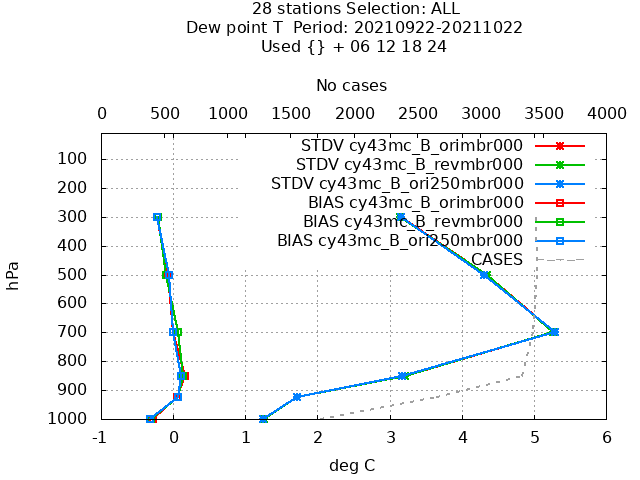 28 stations Selection: ALL
Dew point T  Period: 20210922-20211022
Used {} + 06 12 18 24
No cases
0 500 1000 1500 2000 2500 3000 3500 4000
STDV cy43mc_B_orimbr000
STDV cy43mc_B_revmbr000
STDV cy43mc_B_ori250mbr000
BIAS cy43mc_B_orimbr000
BIAS cy43mc_B_revmbr000
BIAS cy43mc_B_ori250mbr000
CASES
hPa
100
200
300
400
500
600
700
800
900
1000
-1 0 1 2 3 4 5 6
deg C